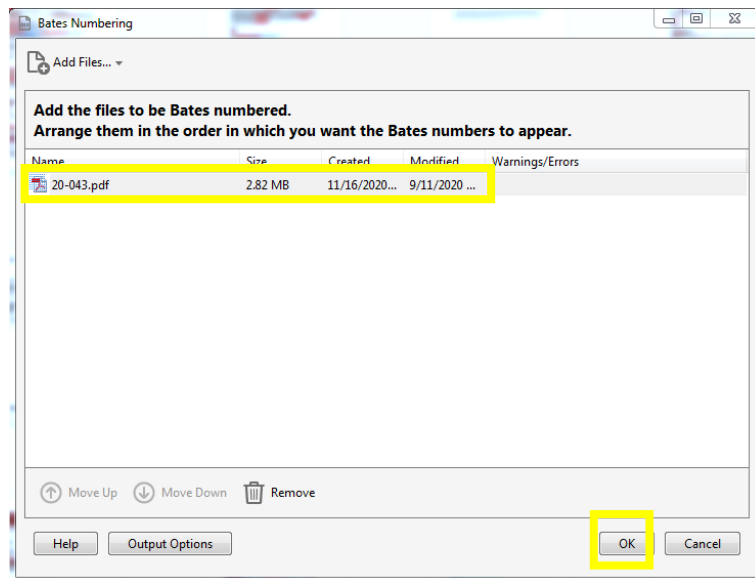 Bates Numbering
Add Files...
Add the files to be Bates numbered.
Arrange them in the order in which you want the Bates numbers to appear.
Name Size Created Modified Warnings/Errors
20-043.pdf 2.82 MB 11/16/2020... 9/11/2020 ...
Move Up Move Down Remove
Help Output Options OK Cancel